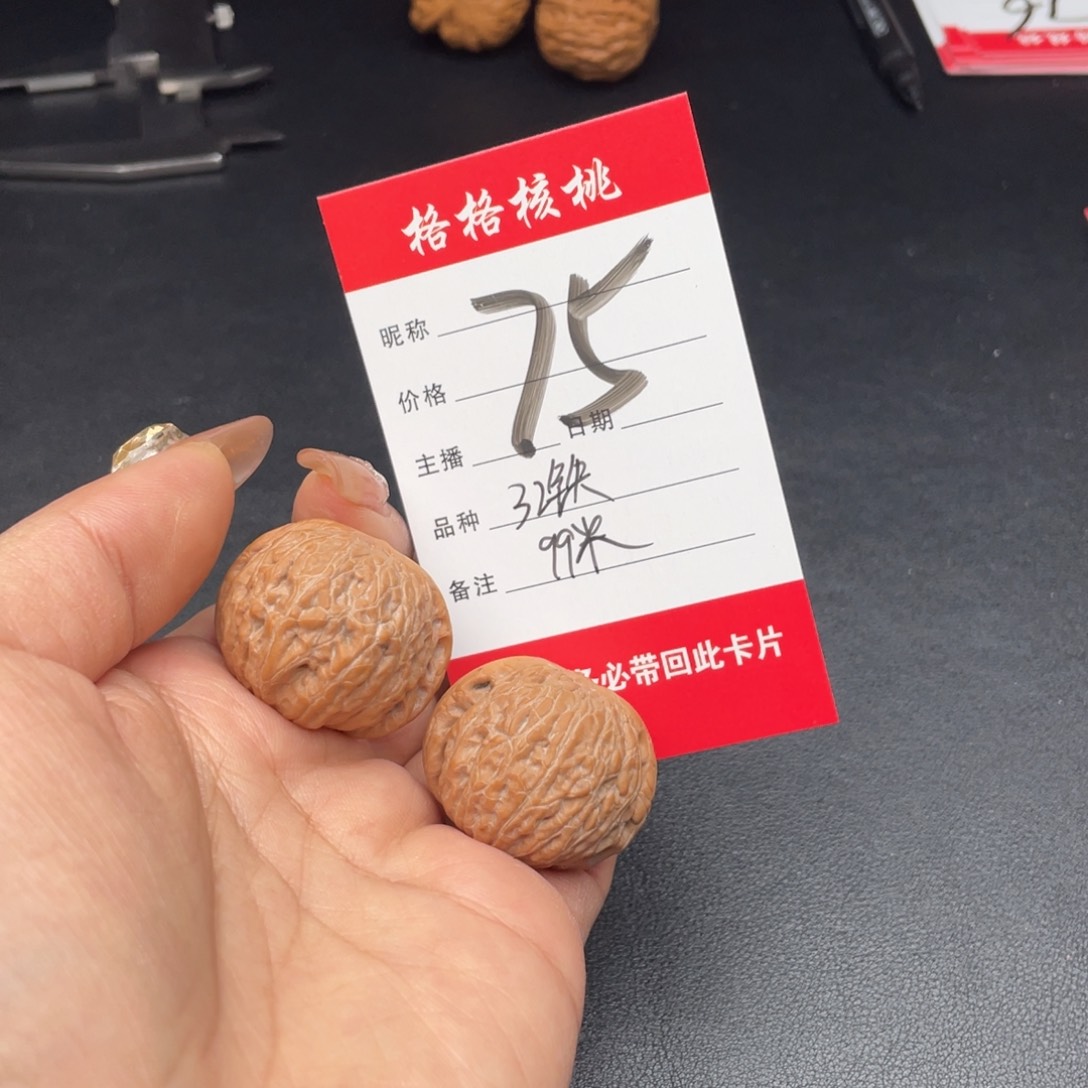 格格核桃
75
昵称
价格
主播 日期
品种 32铁
备注 99米
必带回此卡片